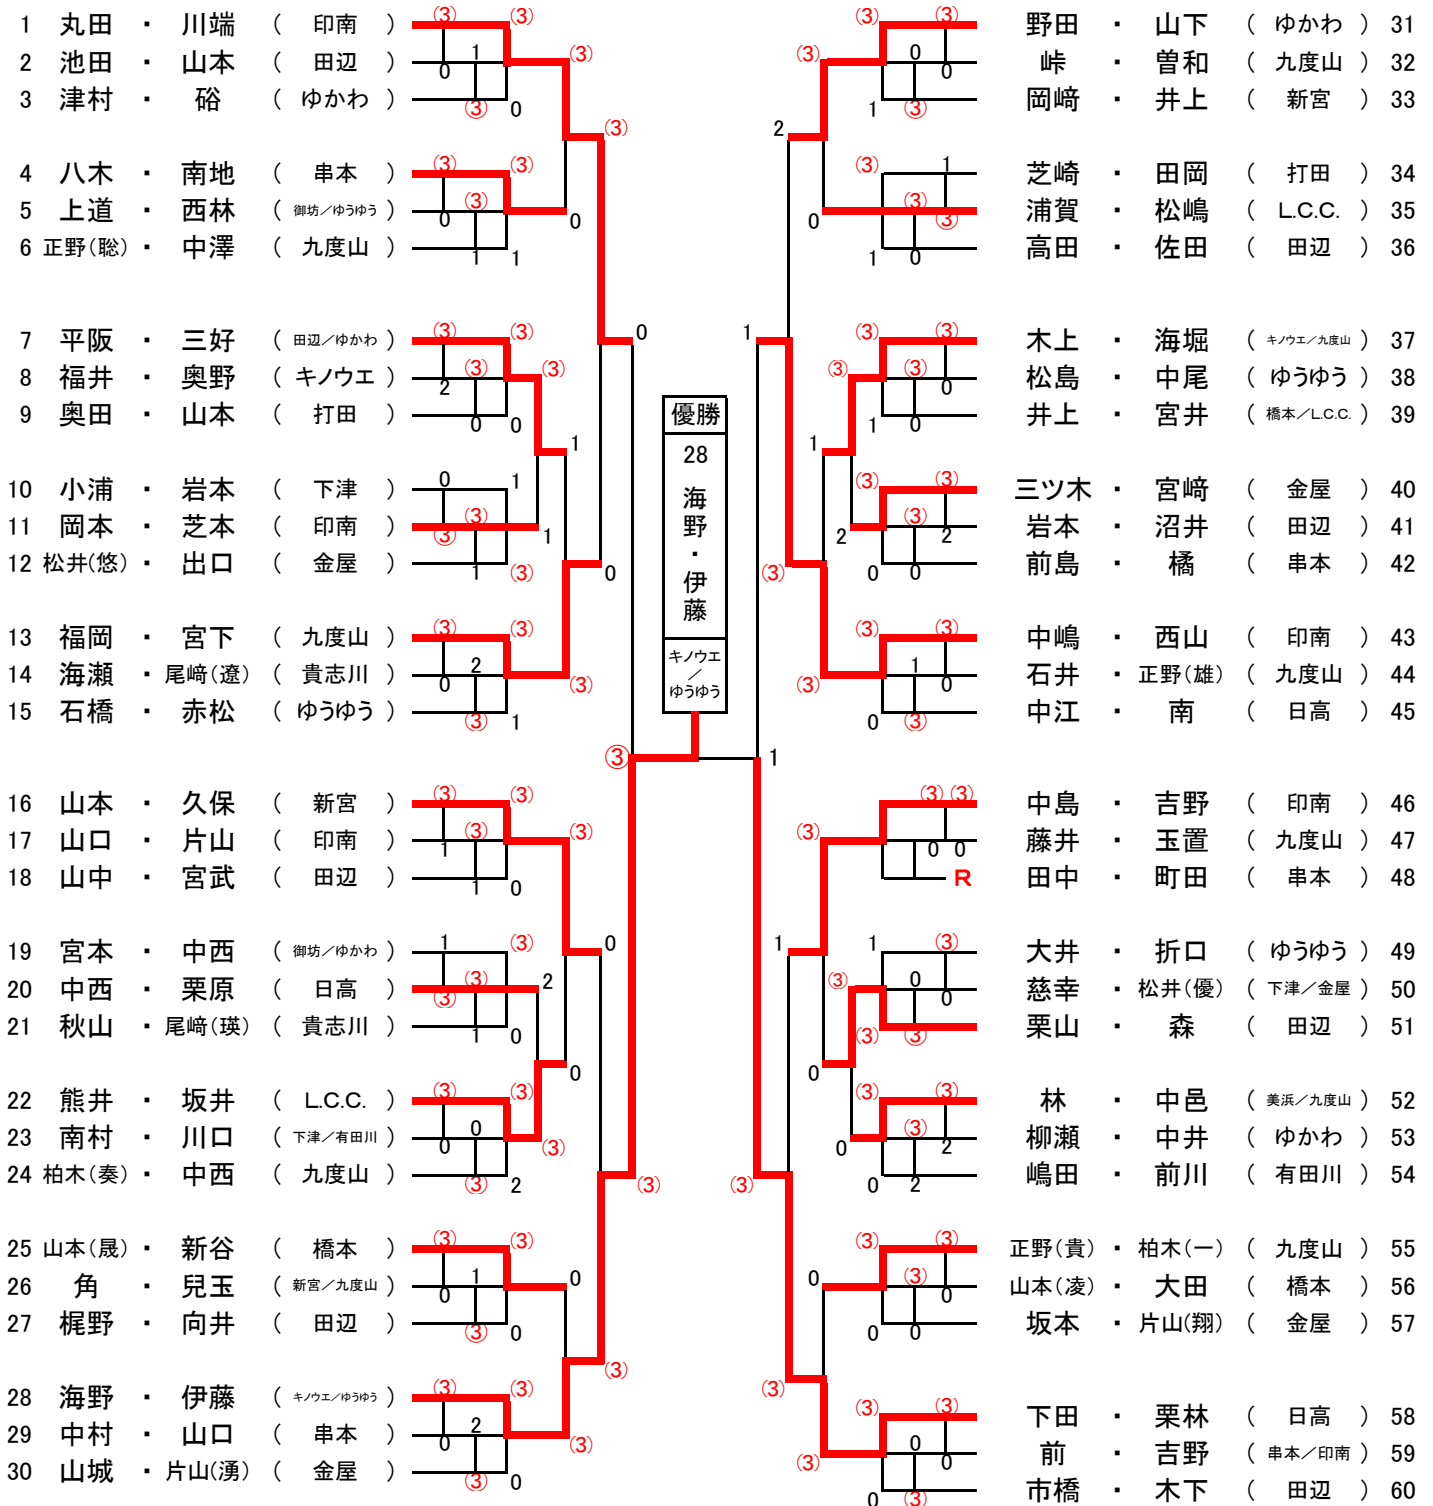 1 丸田 ・ 川端 ( 印南 )
2 池田 ・ 山本 ( 田辺 )
3 津村 ・ 硲 ( ゆかわ )
4 八木 ・ 南地 ( 串本 )
5 上道 ・ 西林 ( 御坊/ゆうゆう )
6 正野(聡) ・ 中澤 ( 九度山 )
7 平阪 ・ 三好 ( 田辺/ゆかわ )
8 福井 ・ 奥野 ( キノウエ )
9 奥田 ・ 山本 ( 打田 )
10 小浦 ・ 岩本 ( 下津 )
11 岡本 ・ 芝本 ( 印南 )
12 松井(悠) ・ 出口 ( 金屋 )
13 福岡 ・ 宮下 ( 九度山 )
14 海瀬 ・ 尾﨑(遼) ( 貴志川 )
15 石橋 ・ 赤松 ( ゆうゆう )
16 山本 ・ 久保 ( 新宮 )
17 山口 ・ 片山 ( 印南 )
18 山中 ・ 宮武 ( 田辺 )
19 宮本 ・ 中西 ( 御坊/ゆかわ )
20 中西 ・ 栗原 ( 日高 )
21 秋山 ・ 尾﨑(瑛) ( 貴志川 )
22 熊井 ・ 坂井 ( L.C.C. )
23 南村 ・ 川口 ( 下津/有田川 )
24 柏木(奏) ・ 中西 ( 九度山 )
25 山本(晟) ・ 新谷 ( 橋本 )
26 角 ・ 兒玉 ( 新宮/九度山 )
27 梶野 ・ 向井 ( 田辺 )
28 海野 ・ 伊藤 ( キノウエ/ゆうゆう )
29 中村 ・ 山口 ( 串本 )
30 山城 ・ 片山(湧) ( 金屋 )
優勝
28
海野・伊藤
キノウエ
/
ゆうゆう
野田 ・ 山下 ( ゆかわ ) 31
峠 ・ 曽和 ( 九度山 ) 32
岡﨑 ・ 井上 ( 新宮 ) 33
芝崎 ・ 田岡 ( 打田 ) 34
浦賀 ・ 松嶋 ( L.C.C. ) 35
高田 ・ 佐田 ( 田辺 ) 36
木上 ・ 海堀 ( キノウエ/九度山 ) 37
松島 ・ 中尾 ( ゆうゆう ) 38
井上 ・ 宮井 ( 橋本/L.C.C. ) 39
三ツ木 ・ 宮﨑 ( 金屋 ) 40
岩本 ・ 沼井 ( 田辺 ) 41
前島 ・ 橘 ( 串本 ) 42
中嶋 ・ 西山 ( 印南 ) 43
石井 ・ 正野(雄) ( 九度山 ) 44
中江 ・ 南 ( 日高 ) 45
中島 ・ 吉野 ( 印南 ) 46
藤井 ・ 玉置 ( 九度山 ) 47
R 田中 ・ 町田 ( 串本 ) 48
大井 ・ 折口 ( ゆうゆう ) 49
慈幸 ・ 松井(優) ( 下津/金屋 ) 50
栗山 ・ 森 ( 田辺 ) 51
林 ・ 中邑 ( 美浜/九度山 ) 52
柳瀬 ・ 中井 ( ゆかわ ) 53
嶋田 ・ 前川 ( 有田川 ) 54
正野(貴) ・ 柏木(一) ( 九度山 ) 55
山本(凌) ・ 大田 ( 橋本 ) 56
坂本 ・ 片山(翔) ( 金屋 ) 57
下田 ・ 栗林 ( 日高 ) 58
前 ・ 吉野 ( 串本/印南 ) 59
市橋 ・ 木下 ( 田辺 ) 60